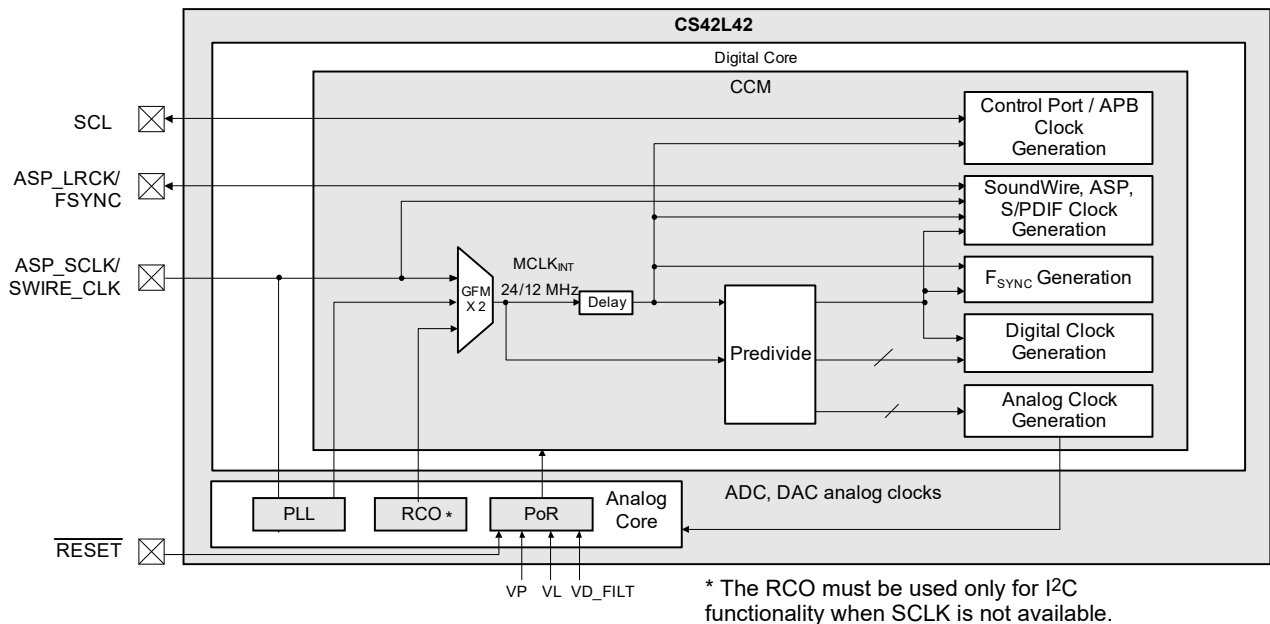 CS42L42
Digital Core
CCM
SCL
Control Port / APB
Clock
Generation
ASP_LRCK/
FSYNC
SoundWire, ASP,
S/PDIF Clock
Generation
ASP_SCLK/
SWIRE_CLK
GFM
X 2
MCLKINT
24/12 MHz
Delay
FSYNC Generation
Predivide
Digital Clock
Generation
Analog Clock
Generation
PLL
RCO *
PoR
Analog
Core
ADC, DAC analog clocks
RESET
VP
VL
VD_FILT
* The RCO must be used only for I2C
functionality when SCLK is not available.